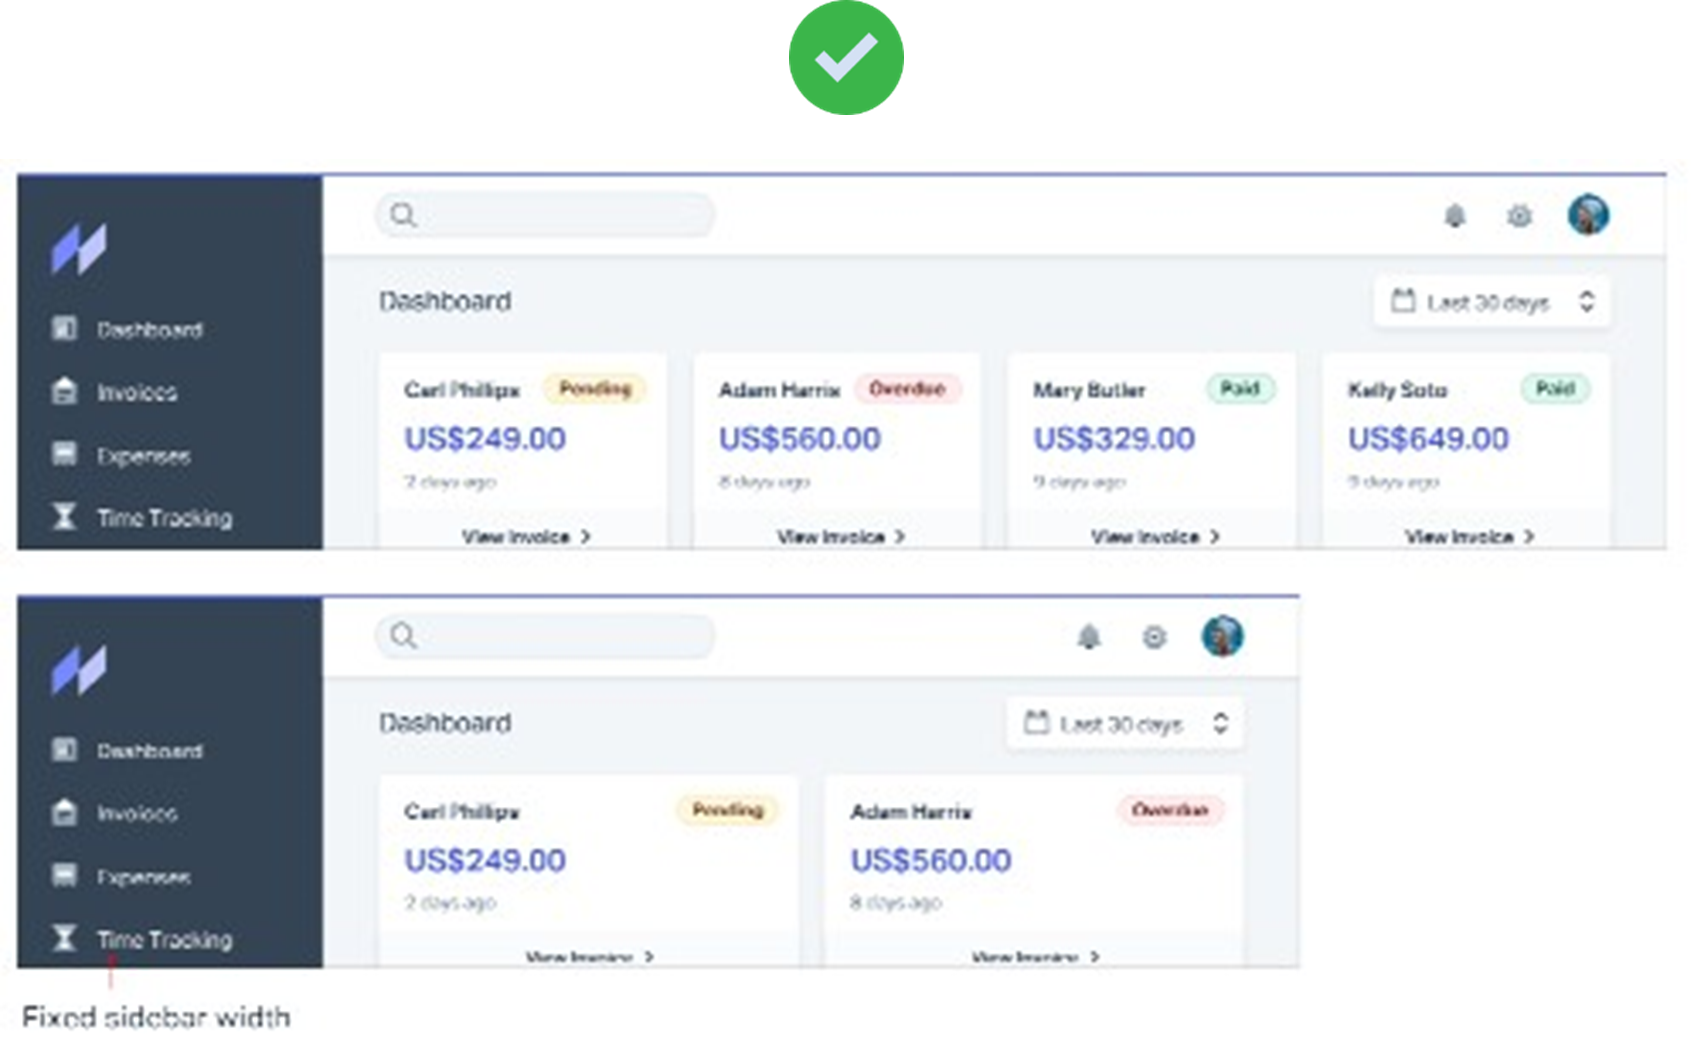 Dashboard
Last 30 days
Dashboard
Carl Phillips Pending
Adam Harris Overdue
Mary Butler Paid
Kelly Soto Paid
Invoices
US$249.00
US$560.00
US$329.00
US$649.00
Expenses
2 days ago
8 days ago
9 days ago
9 days ago
Time Tracking
View Invoice
View Invoice
View Invoice
View Invoice
Dashboard
Last 30 days
Dashboard
Carl Phillips Pending
Adam Harris Overdue
Invoices
US$249.00
US$560.00
Expenses
2 days ago
8 days ago
Time Tracking
View Invoice
View Invoice
Fixed sidebar width